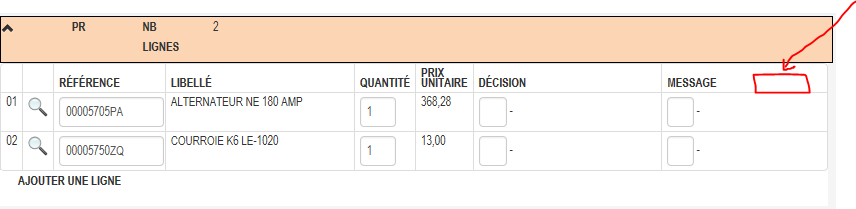 PR NB 2
LIGNES
RÉFÉRENCE LIBELLÉ QUANTITÉ PRIX UNITAIRE DÉCISION MESSAGE
01 00005705PA ALTERNATEUR NE 180 AMP 1 368,28 - -
02 00005750ZQ COURROIE K6 LE-1020 1 13,00 - -
AJOUTER UNE LIGNE